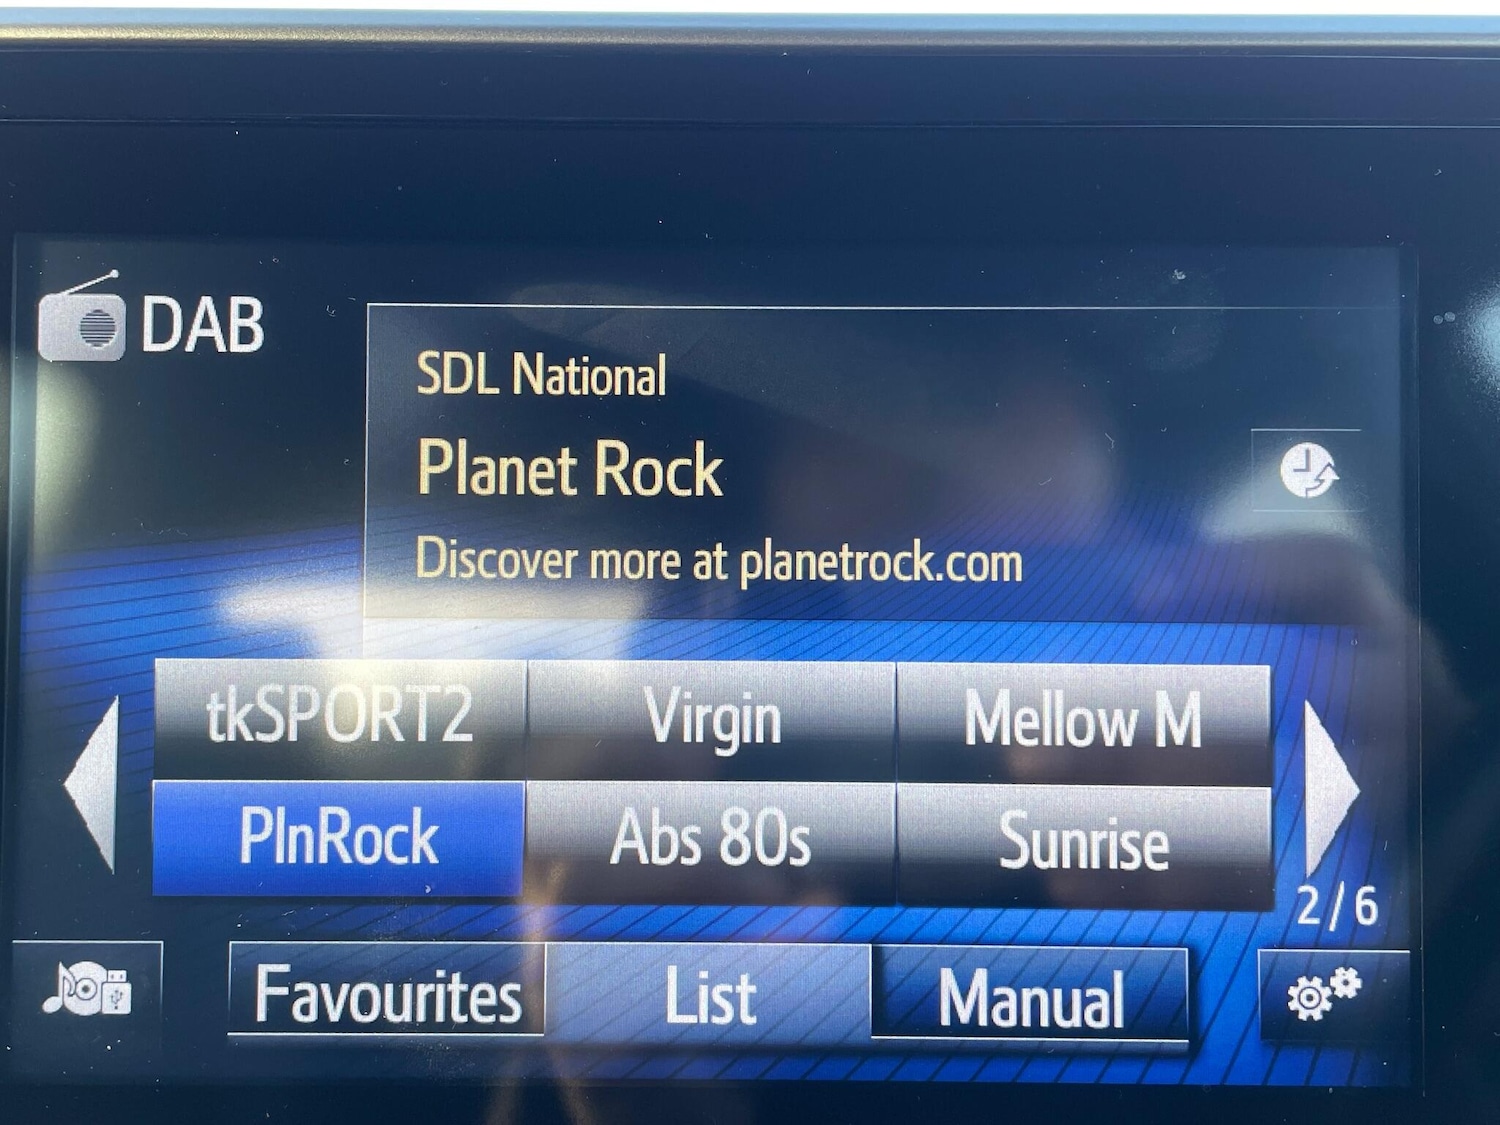 DAB
SDL National
Planet Rock
Discover more at planetrock.com
tkSPORT2 Virgin Mellow M
PlnRock Abs 80s Sunrise
2/6
Favourites List Manual